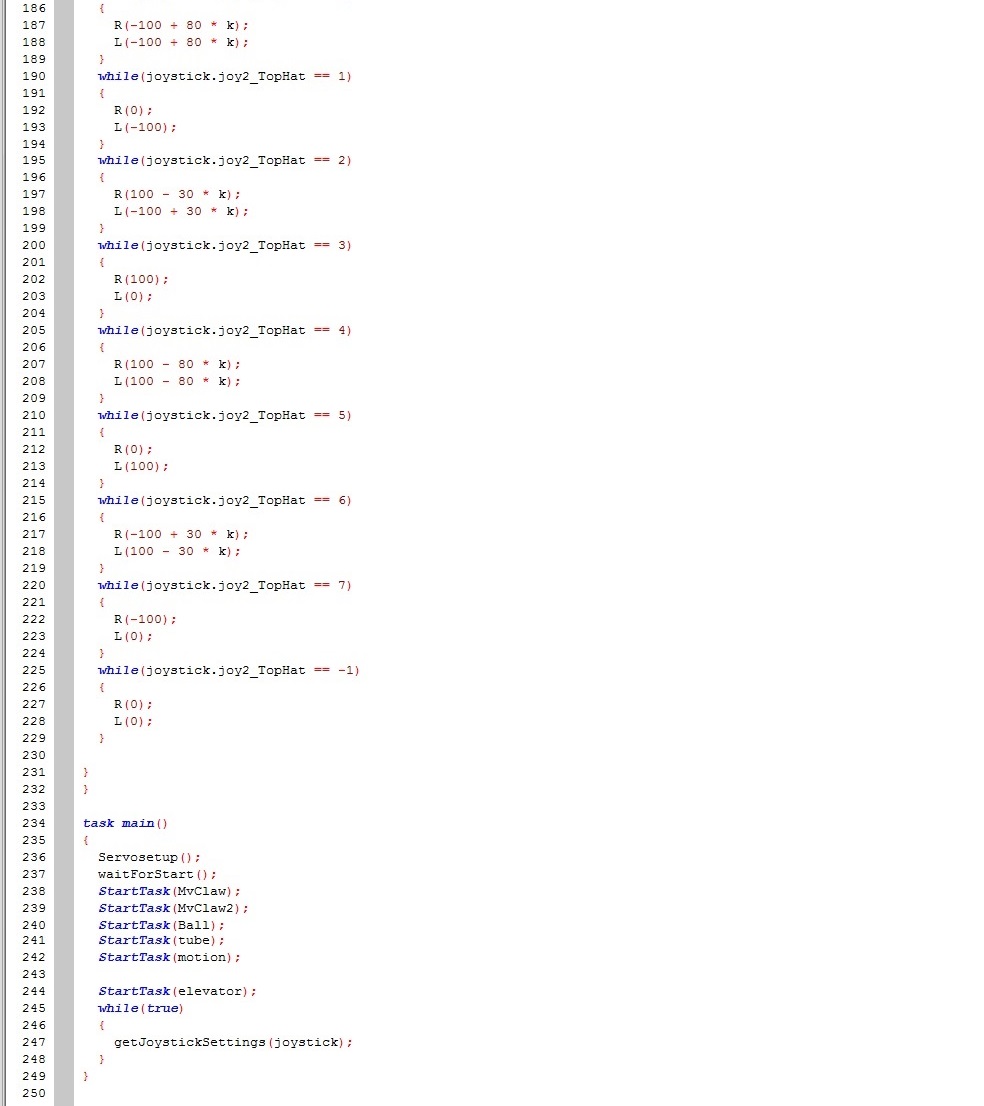 186 {
187 R(-100 + 80 * k);
188 L(-100 + 80 * k);
189 }
190 while(joystick.joy2_TopHat == 1)
191 {
192 R(0);
193 L(-100);
194 }
195 while(joystick.joy2_TopHat == 2)
196 {
197 R(100 - 30 * k);
198 L(-100 + 30 * k);
199 }
200 while(joystick.joy2_TopHat == 3)
201 {
202 R(100);
203 L(0);
204 }
205 while(joystick.joy2_TopHat == 4)
206 {
207 R(100 - 80 * k);
208 L(100 - 80 * k);
209 }
210 while(joystick.joy2_TopHat == 5)
211 {
212 R(0);
213 L(100);
214 }
215 while(joystick.joy2_TopHat == 6)
216 {
217 R(-100 + 30 * k);
218 L(100 - 30 * k);
219 }
220 while(joystick.joy2_TopHat == 7)
221 {
222 R(-100);
223 L(0);
224 }
225 while(joystick.joy2_TopHat == -1)
226 {
227 R(0);
228 L(0);
229 }
230
231 }
232 }
233
234 task main()
235 {
236 Servosetup();
237 waitForStart();
238 StartTask(MvClaw);
239 StartTask(MvClaw2);
240 StartTask(Ball);
241 StartTask(tube);
242 StartTask(motion);
243
244 StartTask(elevator);
245 while(true)
246 {
247 getJoystickSettings(joystick);
248 }
249 }
250